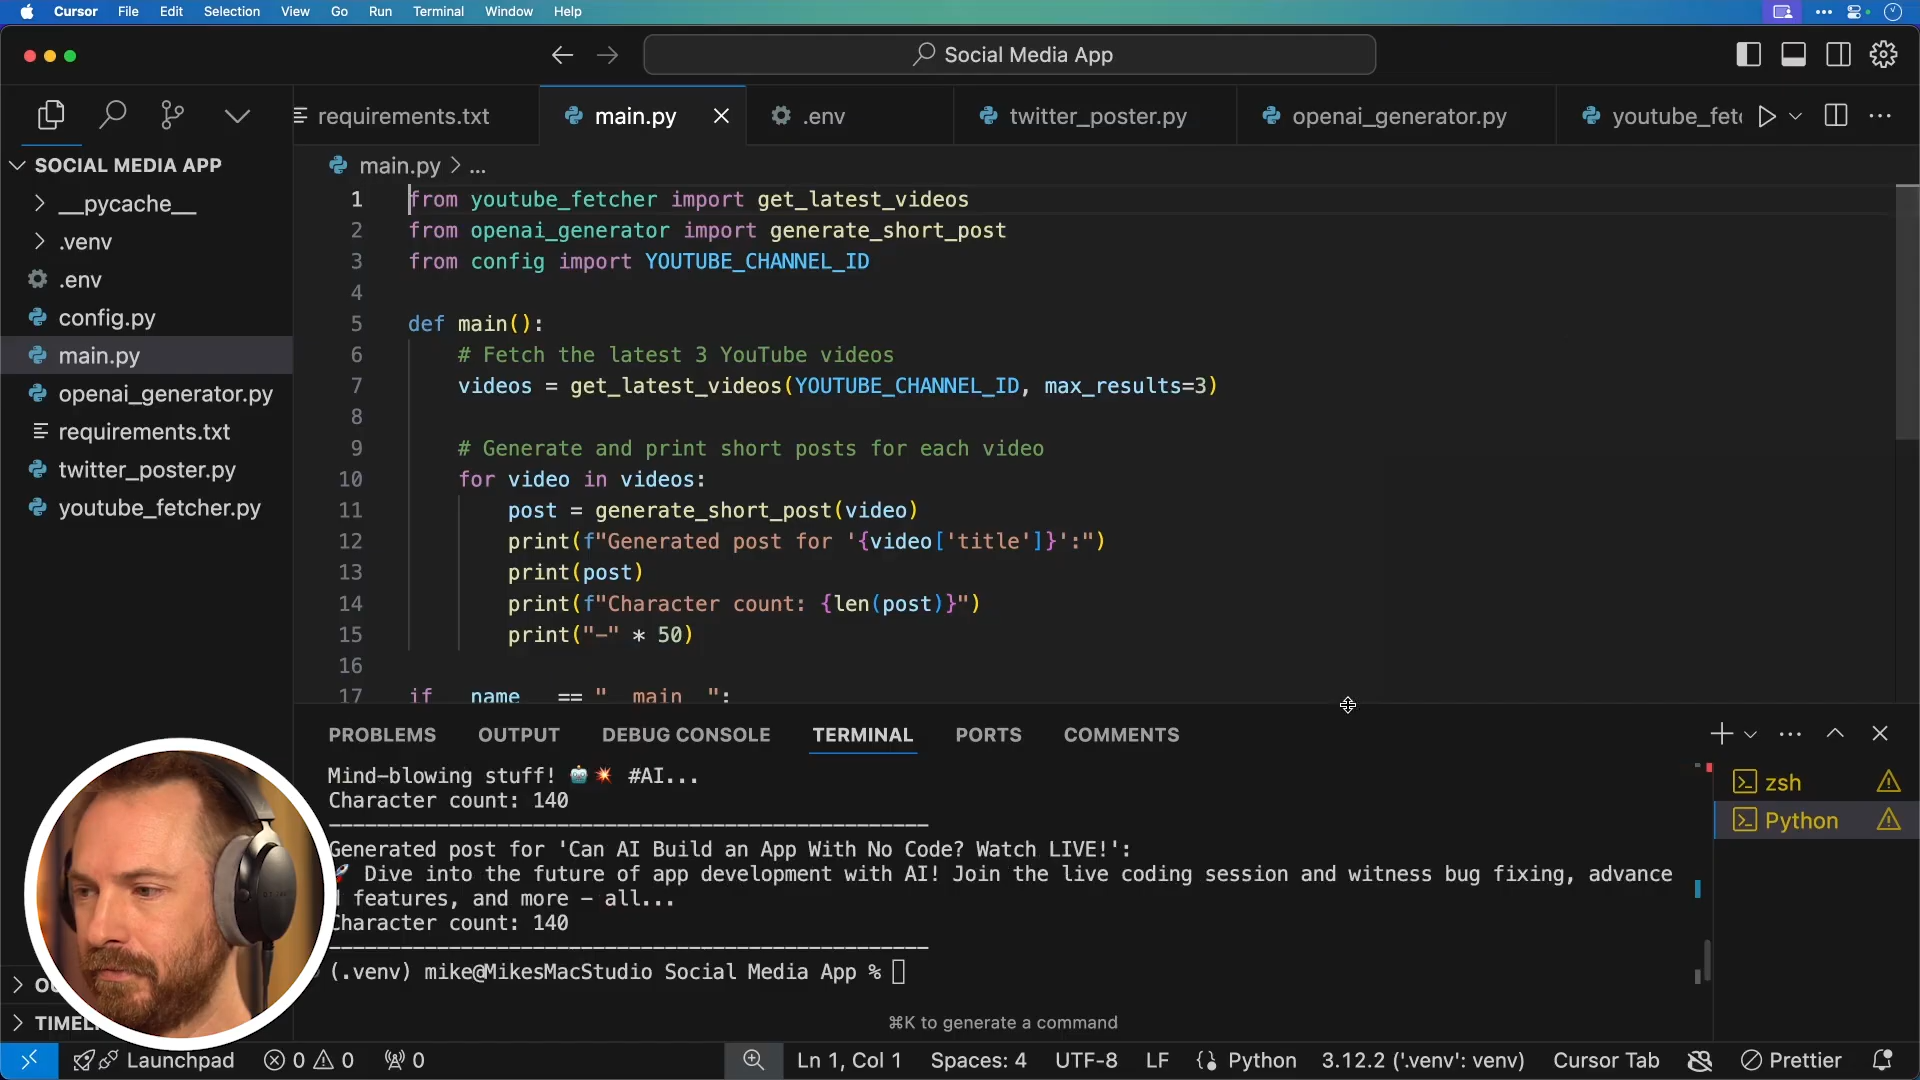 Cursor File Edit Selection View Go Run Terminal Window Help
Social Media App
requirements.txt main.py .env twitter_poster.py openai_generator.py youtube_fetc
SOCIAL MEDIA APP
__pycache__
.venv
.env
config.py
main.py
openai_generator.py
requirements.txt
twitter_poster.py
youtube_fetcher.py
TIMEL
main.py > ...
1 from youtube_fetcher import get_latest_videos
2 from openai_generator import generate_short_post
3 from config import YOUTUBE_CHANNEL_ID
4
5 def main():
6 # Fetch the latest 3 YouTube videos
7 videos = get_latest_videos(YOUTUBE_CHANNEL_ID, max_results=3)
8
9 # Generate and print short posts for each video
10 for video in videos:
11 post = generate_short_post(video)
12 print(f"Generated post for '{video['title']}':")
13 print(post)
14 print(f"Character count: {len(post)}")
15 print("-" * 50)
16
17 if __name__ == "__main__":
PROBLEMS OUTPUT DEBUG CONSOLE TERMINAL PORTS COMMENTS
Mind-blowing stuff! 🤖💥 #AI...
Character count: 140
--------------------------------------------------
Generated post for 'Can AI Build an App With No Code? Watch LIVE!':
🚀 Dive into the future of app development with AI! Join the live coding session and witness bug fixing, advance
d features, and more – all...
Character count: 140
--------------------------------------------------
(.venv) mike@MikesMacStudio Social Media App %
⌘K to generate a command
zsh
Python
Launchpad 0 0 0 Ln 1, Col 1 Spaces: 4 UTF-8 LF Python 3.12.2 ('.venv': venv) Cursor Tab Prettier